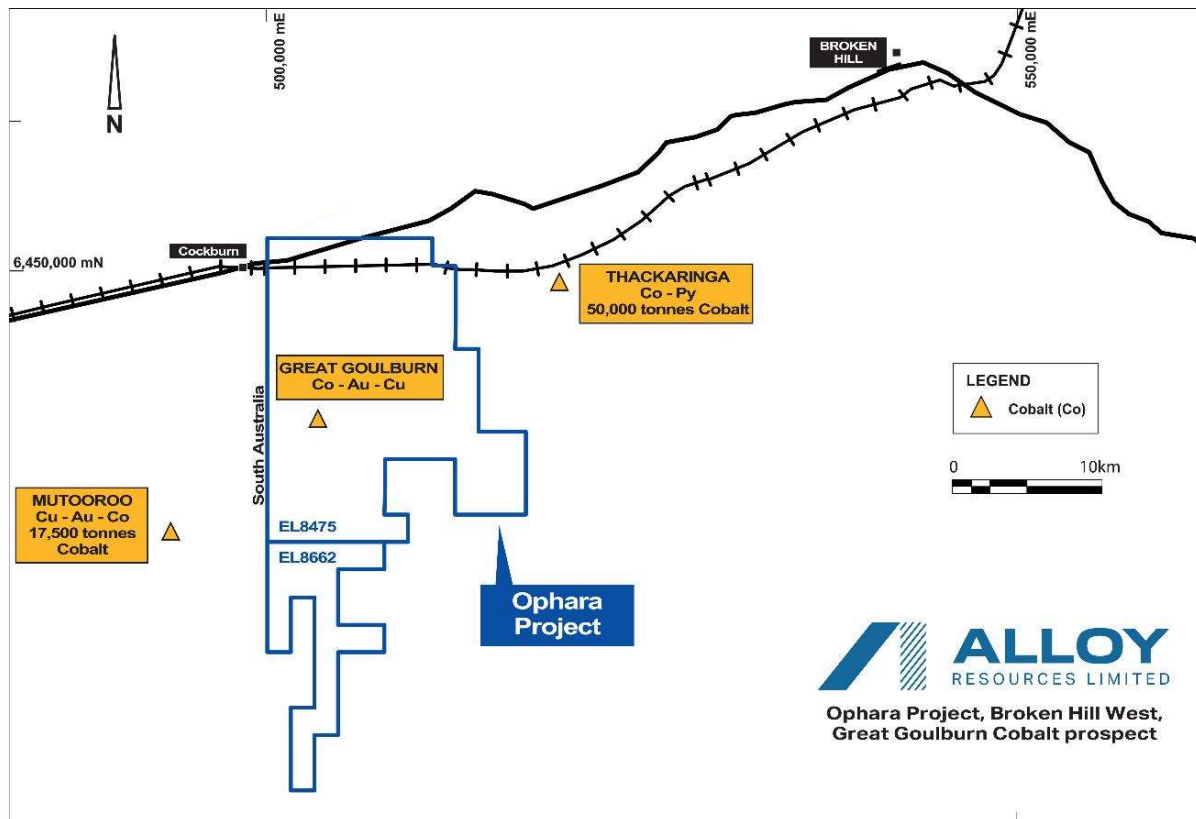 500,000 mE
550,000 mE
N
BROKEN
HILL
Cockburn
6,450,000 mN
THACKARINGA
Co - Py
50,000 tonnes Cobalt
GREAT GOULBURN
Co - Au - Cu
South Australia
LEGEND
Cobalt (Co)
0 10km
MUTOOROO
Cu - Au - Co
17,500 tonnes
Cobalt
EL8475
EL8662
Ophara
Project
ALLOY
RESOURCES LIMITED
Ophara Project, Broken Hill West,
Great Goulburn Cobalt prospect